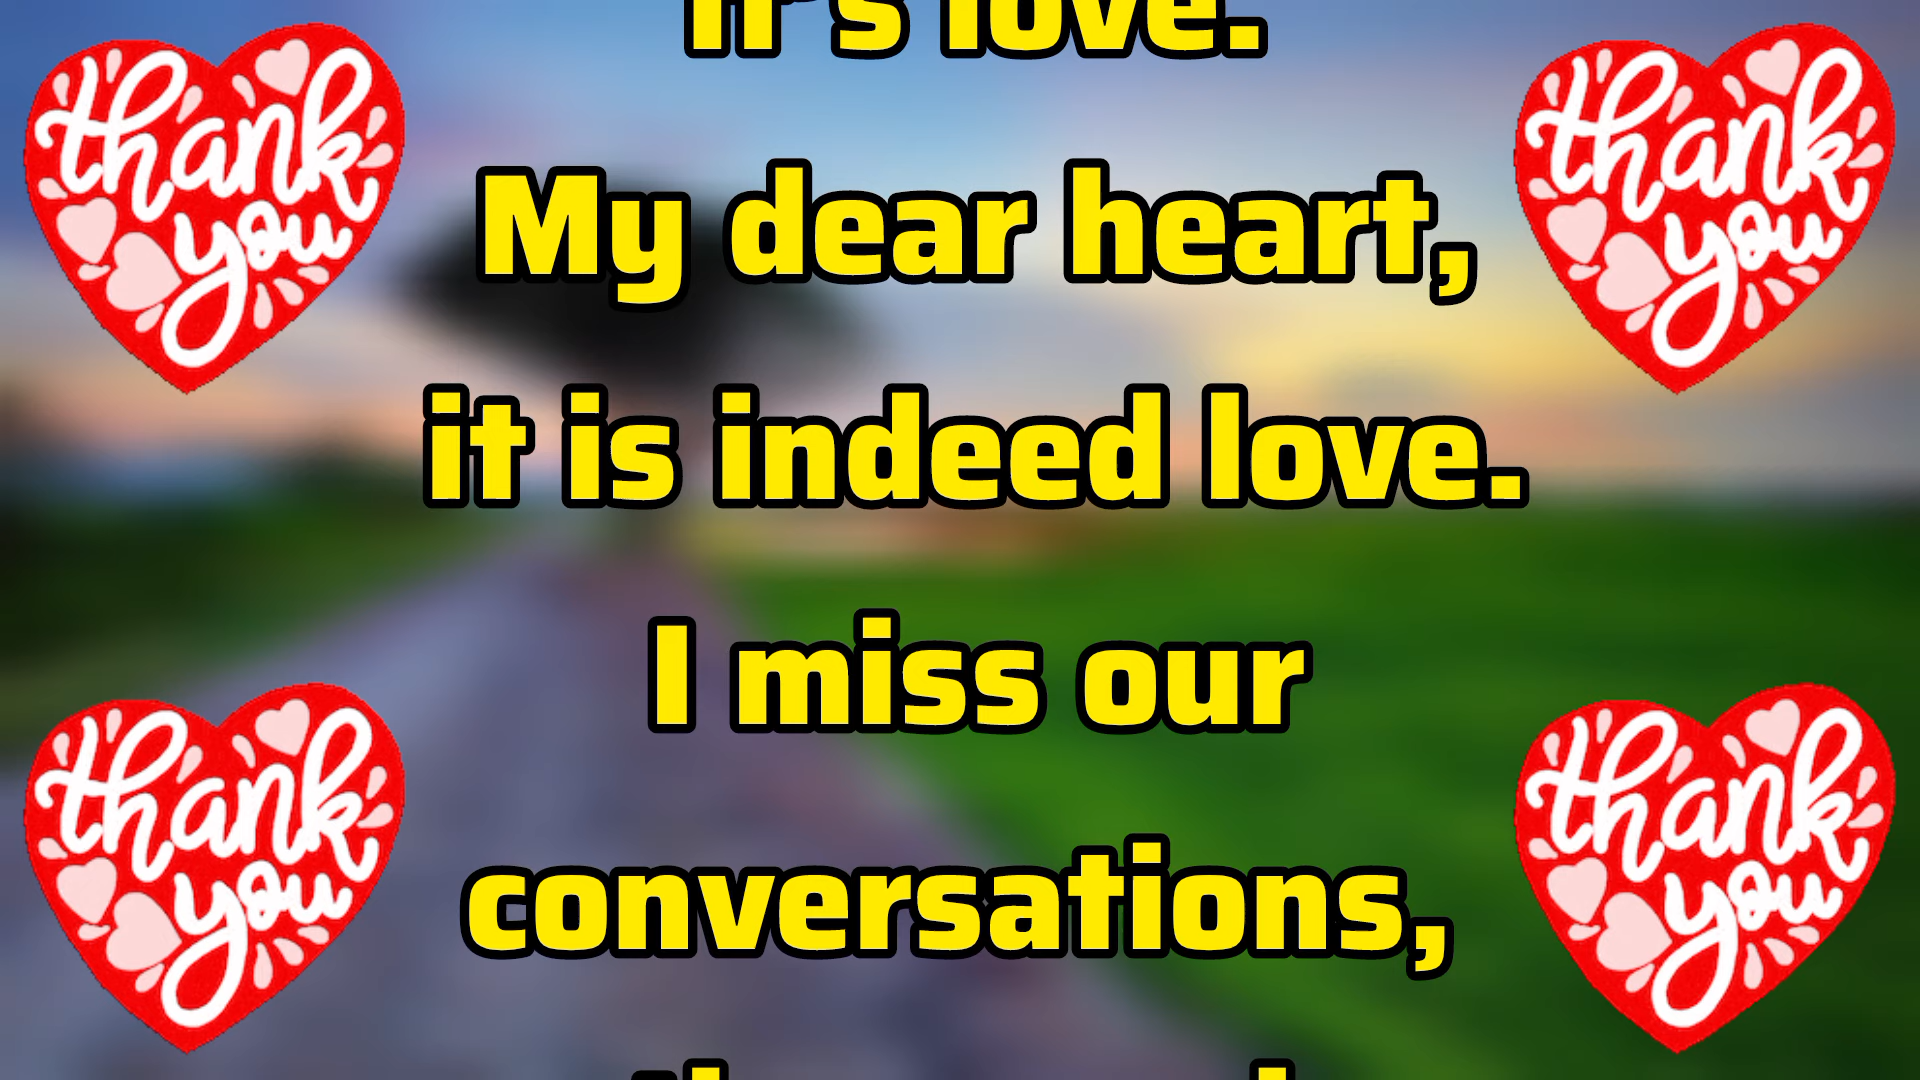 it's love.
My dear heart,
it is indeed love.
I miss our
conversations,
thank
you
thank
you
thank
you
thank
you